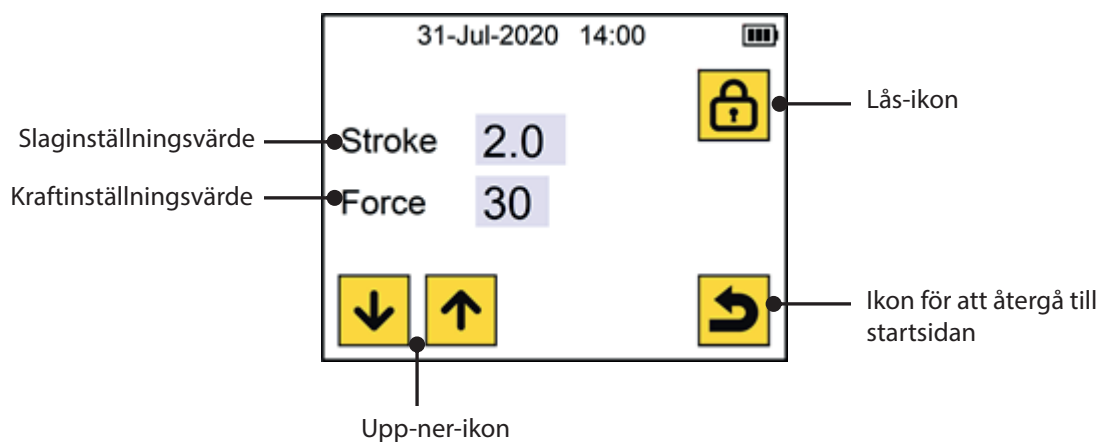 31-Jul-2020 14:00
Lås-ikon
Slaginställningsvärde
Stroke 2.0
Kraftinställningsvärde
Force 30
Ikon för att återgå till
startsidan
Upp-ner-ikon